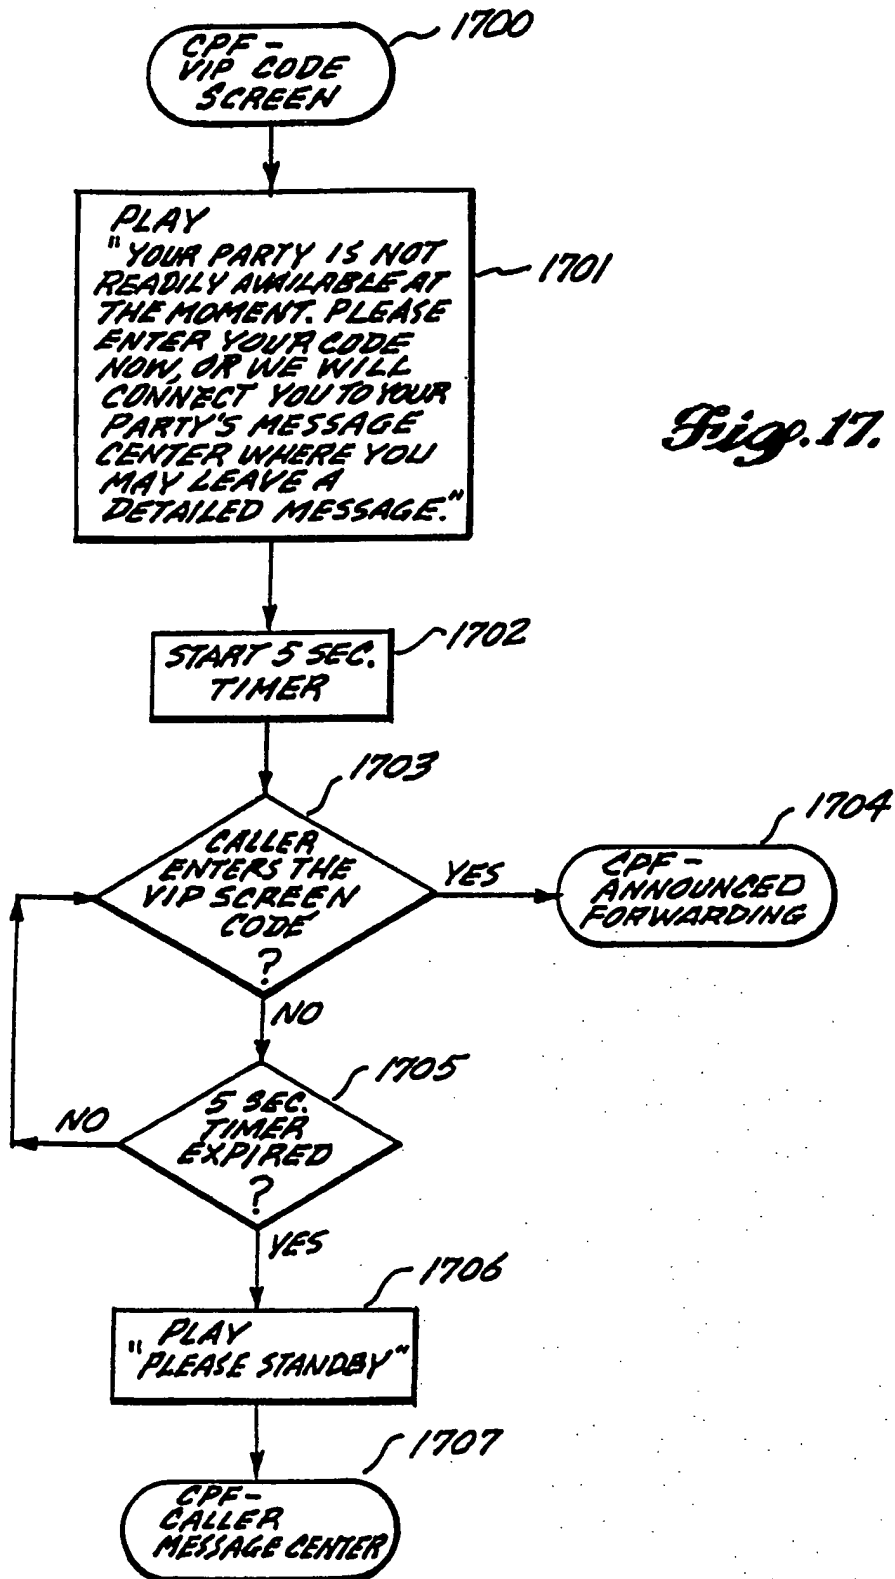 1700
CPF-
VIP CODE
SCREEN
PLAY
"YOUR PARTY IS NOT
READILY AVAILABLE AT
THE MOMENT. PLEASE
ENTER YOUR CODE
NOW, OR WE WILL
CONNECT YOU TO YOUR
PARTY'S MESSAGE
CENTER WHERE YOU
MAY LEAVE A
DETAILED MESSAGE."
1701
Fig. 17.
START 5 SEC.
TIMER
1702
1703
CALLER
ENTERS THE
VIP SCREEN
CODE
?
YES
1704
CPF-
ANNOUNCED
FORWARDING
NO
1705
5 SEC.
TIMER
EXPIRED
?
NO
YES
1706
PLAY
"PLEASE STANDBY"
1707
CPF-
CALLER
MESSAGE CENTER